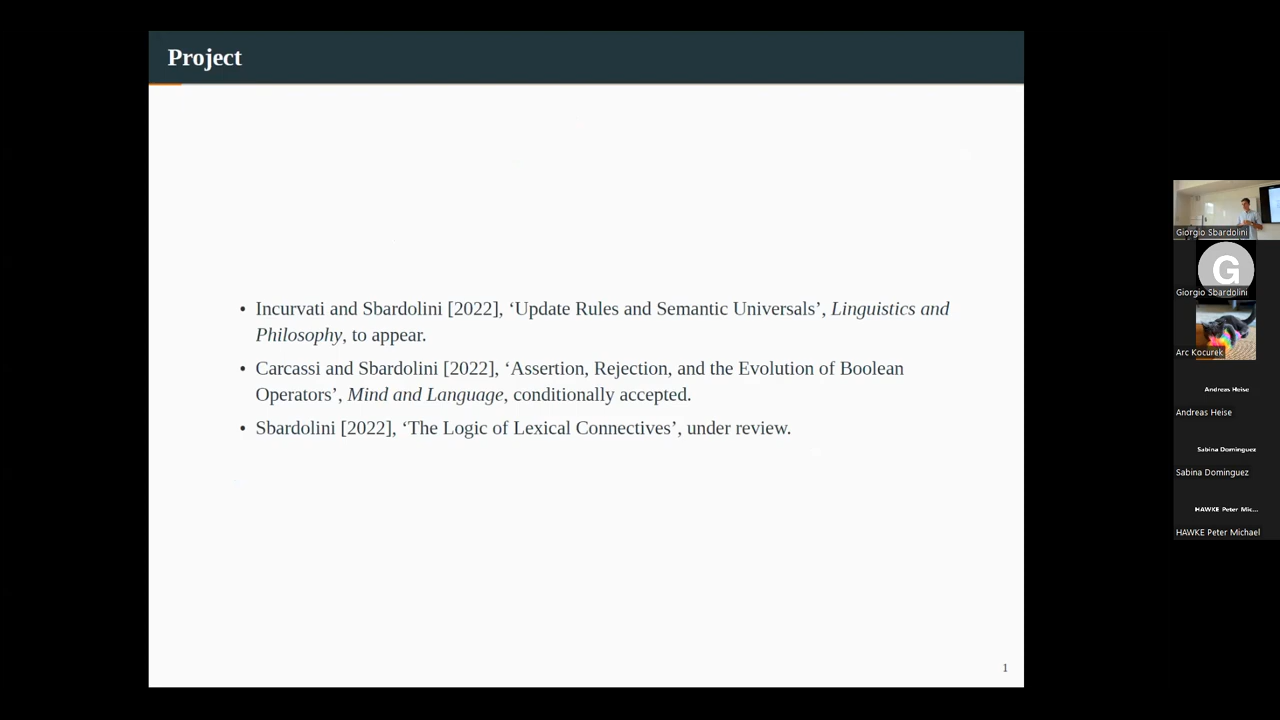 Project
• Incurvati and Sbardolini [2022], ‘Update Rules and Semantic Universals’, Linguistics and
Philosophy, to appear.
• Carcassi and Sbardolini [2022], ‘Assertion, Rejection, and the Evolution of Boolean
Operators’, Mind and Language, conditionally accepted.
• Sbardolini [2022], ‘The Logic of Lexical Connectives’, under review.
1
Giorgio Sbardolini
G
Giorgio Sbardolini
Arc Kocurek
Andreas Heise
Andreas Heise
Sabina Dominguez
Sabina Dominguez
HAWKE Peter Mic...
HAWKE Peter Michael